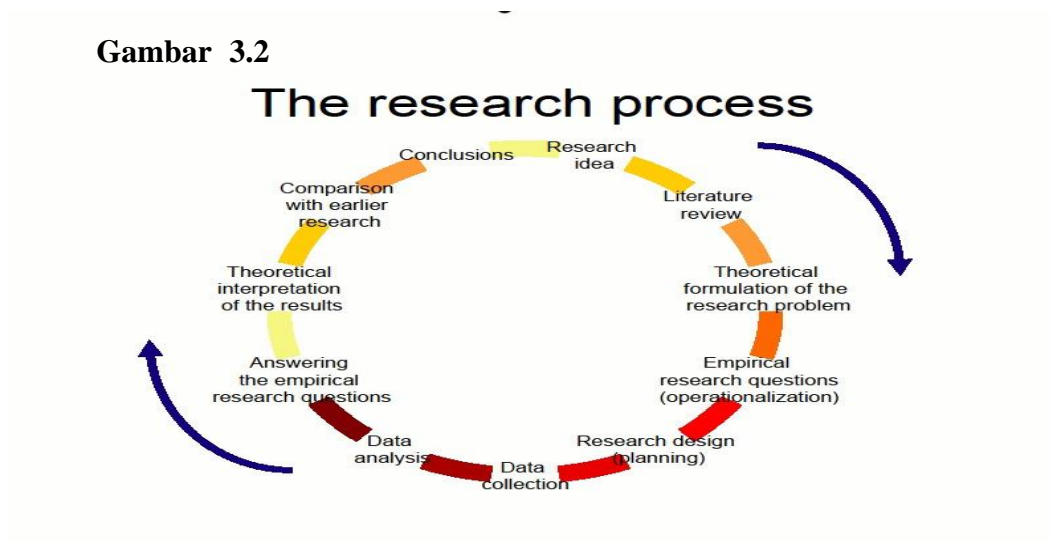 Gambar 3.2
The research process
Research
idea
Literature
review
Theoretical
formulation of the
research problem
Empirical
research questions
(operationalization)
Research design
(planning)
Data
collection
Data
analysis
Answering
the empirical
research questions
Theoretical
interpretation
of the results
Comparison
with earlier
research
Conclusions